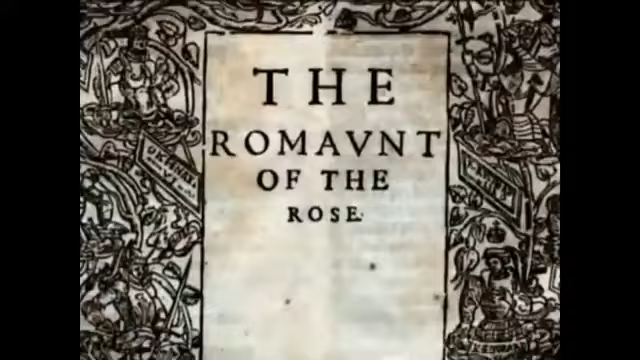 THE
ROMAVNT
OF THE
ROSE.